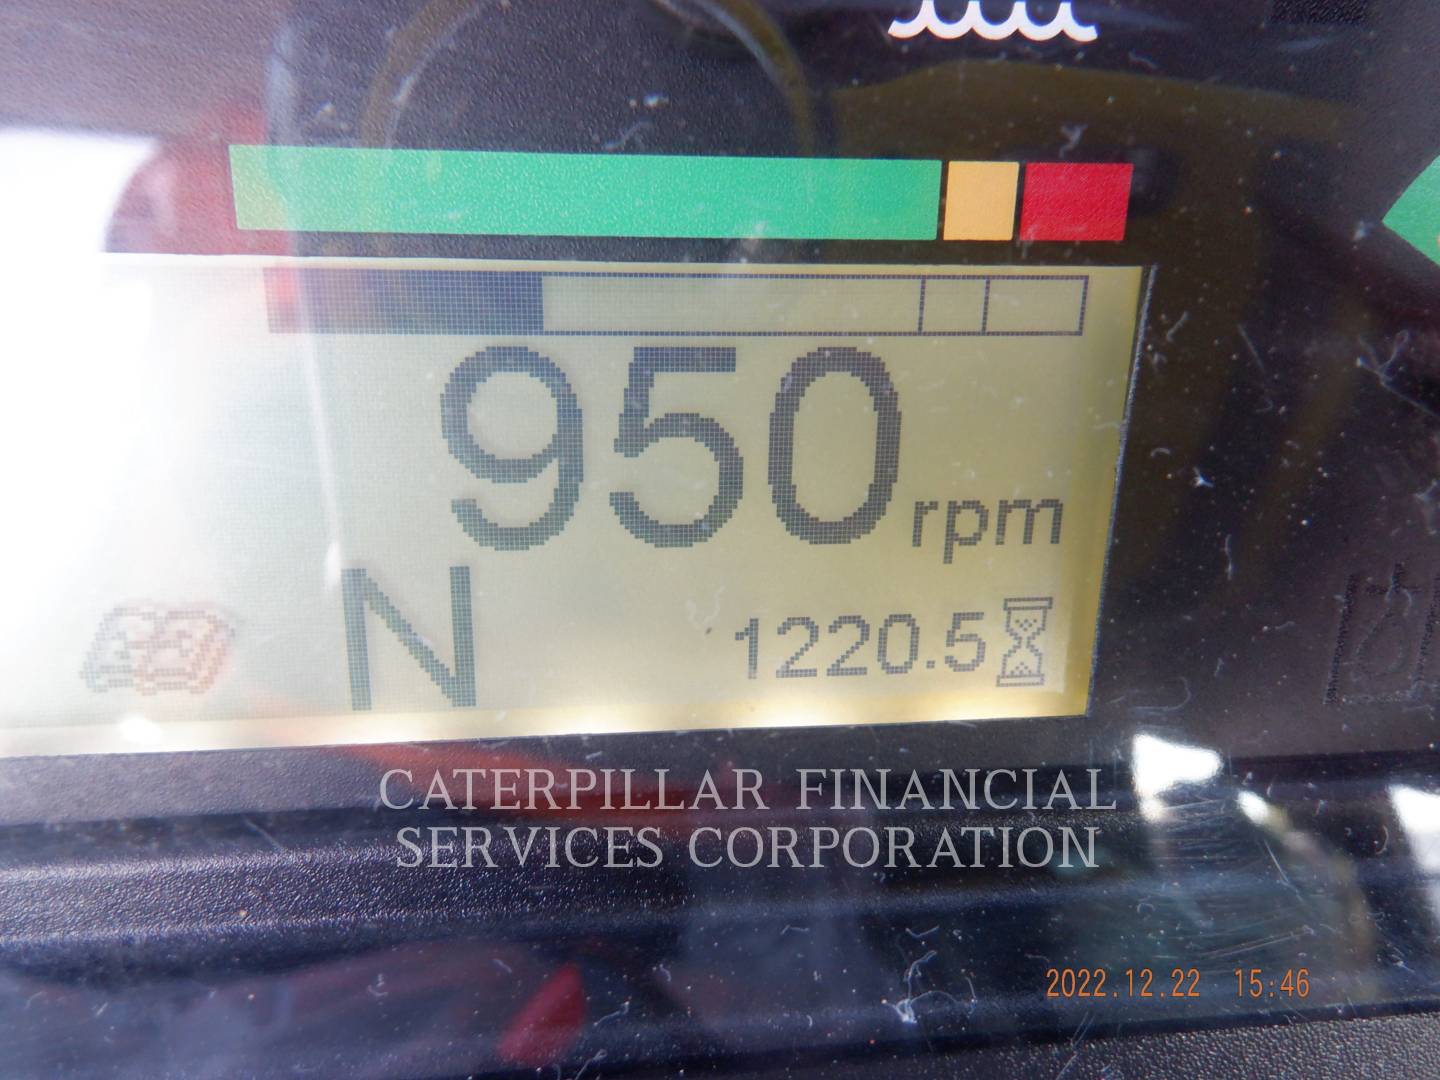 950 rpm
N 1220.5
CATERPILLAR FINANCIAL
SERVICES CORPORATION
2022.12.22 15:46